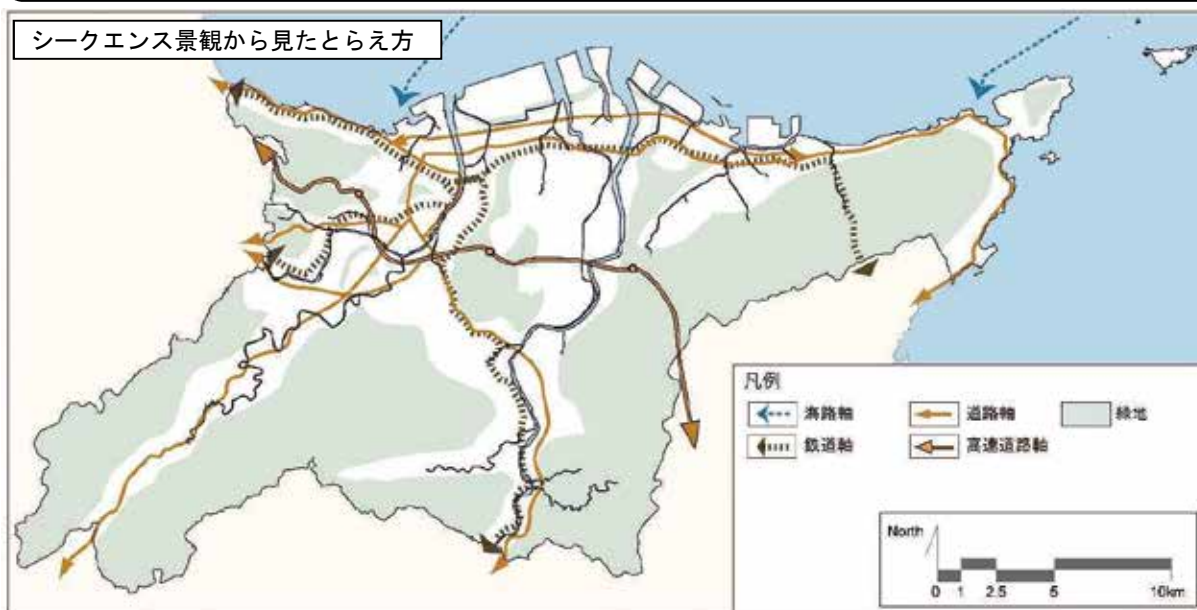 シークエンス景観から見たとらえ方
凡例
海路軸
道路軸
緑地
鉄道軸
高速道路軸
North
0 1 2.5 5 10km